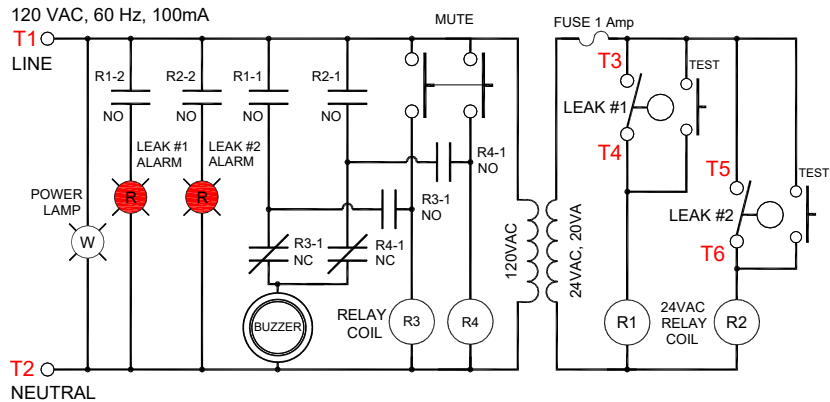 120 VAC, 60 Hz, 100mA
T1
LINE
MUTE
FUSE 1 Amp
R1-2
NO
R2-2
NO
R1-1
NO
R2-1
NO
T3
TEST
LEAK #1
T4
LEAK #1
ALARM
R
LEAK #2
ALARM
R
R4-1
NO
R3-1
NO
T5
TEST
LEAK #2
T6
POWER
LAMP
W
R3-1
NC
R4-1
NC
120VAC
24VAC, 20VA
BUZZER
RELAY
COIL
R3
R4
R1
24VAC
RELAY
COIL
R2
T2
NEUTRAL